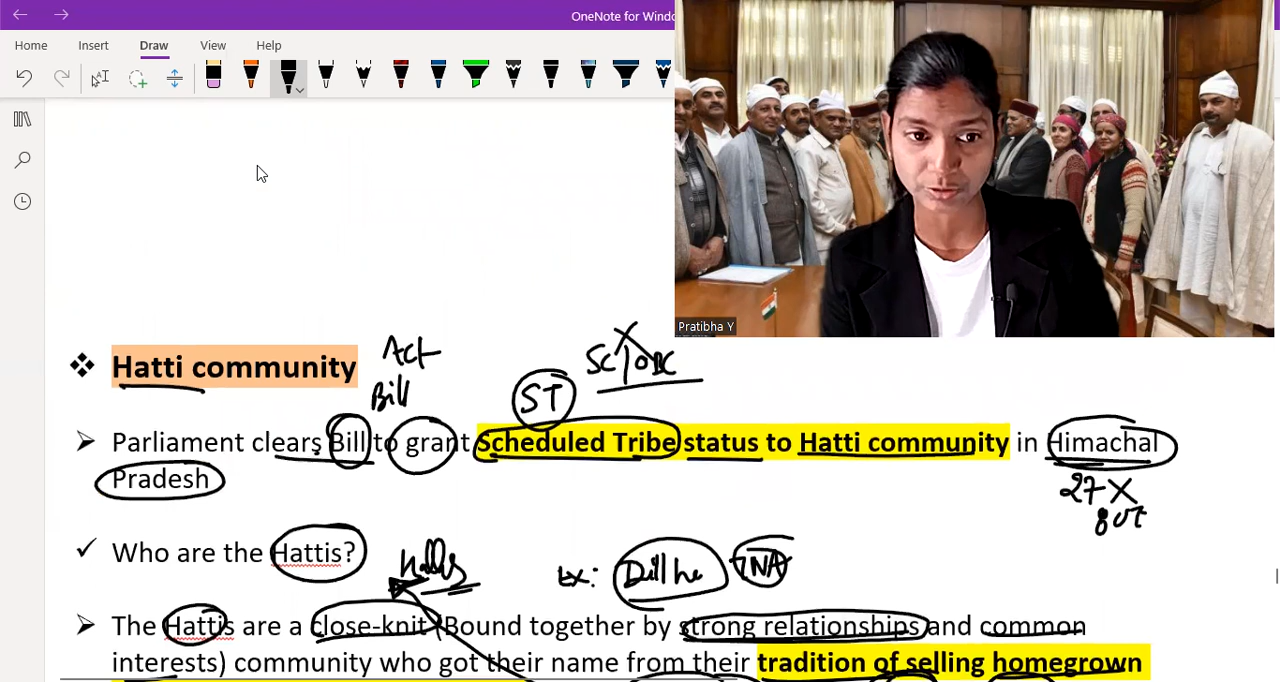 OneNote for Windo
Home Insert Draw View Help
Pratibha Y
Act
SC/OBC
Hatti community
Bill
ST
Parliament clears Bill to grant Scheduled Tribe status to Hatti community in Himachal
Pradesh
27 X
8 UT
Who are the Hattis?
Ex:
The Hattis are a close-knit (Bound together by strong relationships and common
interests) community who got their name from their tradition of selling homegrown